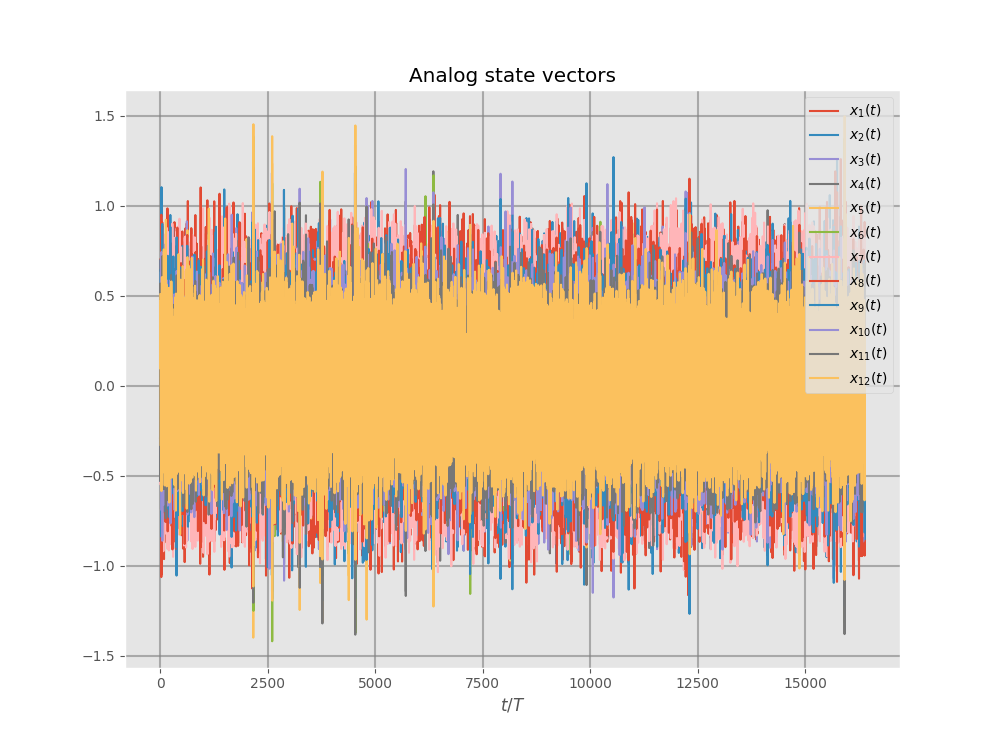 Analog state vectors
1.5
1.0
0.5
0.0
−0.5
−1.0
−1.5
x₁(t)
x₂(t)
x₃(t)
x₄(t)
x₅(t)
x₆(t)
x₇(t)
x₈(t)
x₉(t)
x₁₀(t)
x₁₁(t)
x₁₂(t)
0 2500 5000 7500 10000 12500 15000
t/T